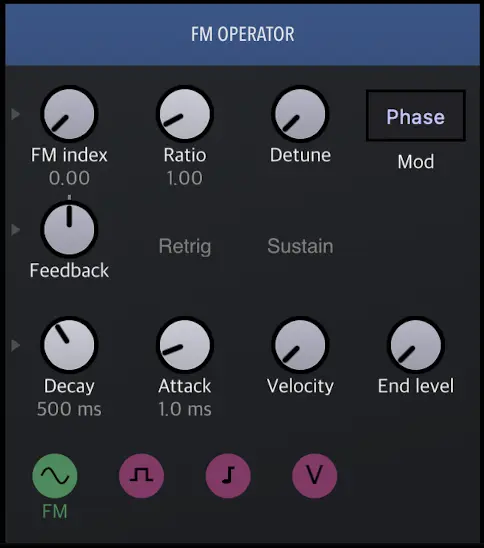 FM OPERATOR
FM index Ratio Detune Phase
0.00 1.00 Mod
Feedback Retrig Sustain
Decay Attack Velocity End level
500 ms 1.0 ms
V
FM